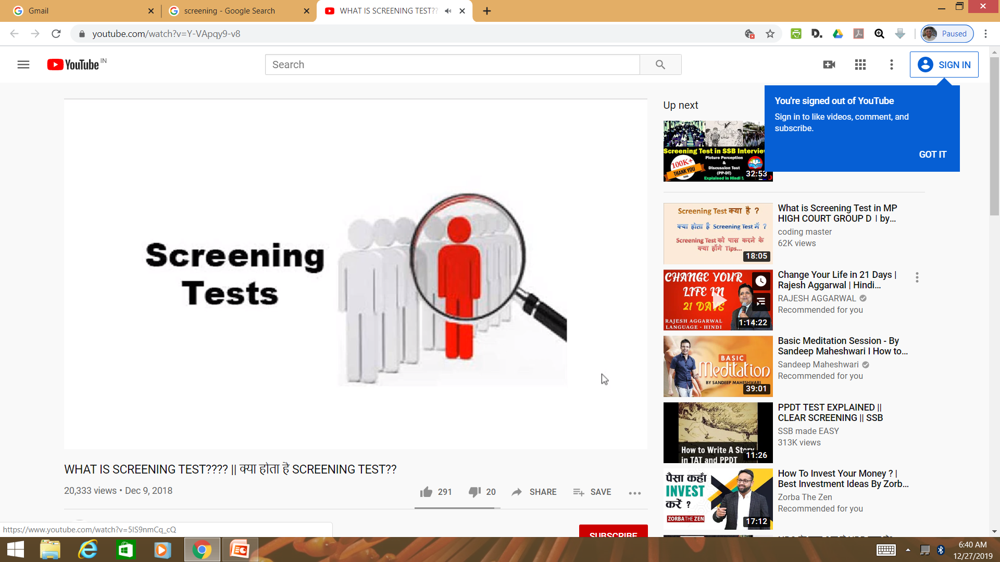 Gmail
screening - Google Search
WHAT IS SCREENING TEST??
youtube.com/watch?v=Y-VApqy9-v8
Paused
YouTube IN
Search
SIGN IN
You're signed out of YouTube
Sign in to like videos, comment, and
subscribe.
GOT IT
Screening
Tests
Up next
Screening Test in SSB Interview
100K+
THANK YOU
Picture Perception
&
Discussion Test
(PP-DT)
Explained in Hindi !
32:53
Screening Test क्या है ?
क्या होता है Screening Test में ?
Screening Test को पास करने के
क्या होंगे Tips...
18:05
What is Screening Test in MP
HIGH COURT GROUP D । by...
coding master
62K views
CHANGE YOUR
LIFE IN
21 DAYS
RAJESH AGGARWAL
LANGUAGE - HINDI
1:14:22
Change Your Life in 21 Days |
Rajesh Aggarwal | Hindi...
RAJESH AGGARWAL
Recommended for you
BASIC
Meditation
BY SANDEEP MAHESHWARI
39:01
Basic Meditation Session - By
Sandeep Maheshwari I How to...
Sandeep Maheshwari
Recommended for you
How to Write A Story
in TAT and PPDT
11:26
PPDT TEST EXPLAINED ||
CLEAR SCREENING || SSB
SSB made EASY
313K views
पैसा कहाँ
INVEST
करें ?
ZORBA THE ZEN
17:12
How To Invest Your Money ? |
Best Investment Ideas By Zorb...
Zorba The Zen
Recommended for you
WHAT IS SCREENING TEST???? || क्या होता है SCREENING TEST??
20,333 views • Dec 9, 2018
291
20
SHARE
SAVE
SUBSCRIBE
https://www.youtube.com/watch?v=5IS9nmCq_cQ
6:40 AM
12/27/2019